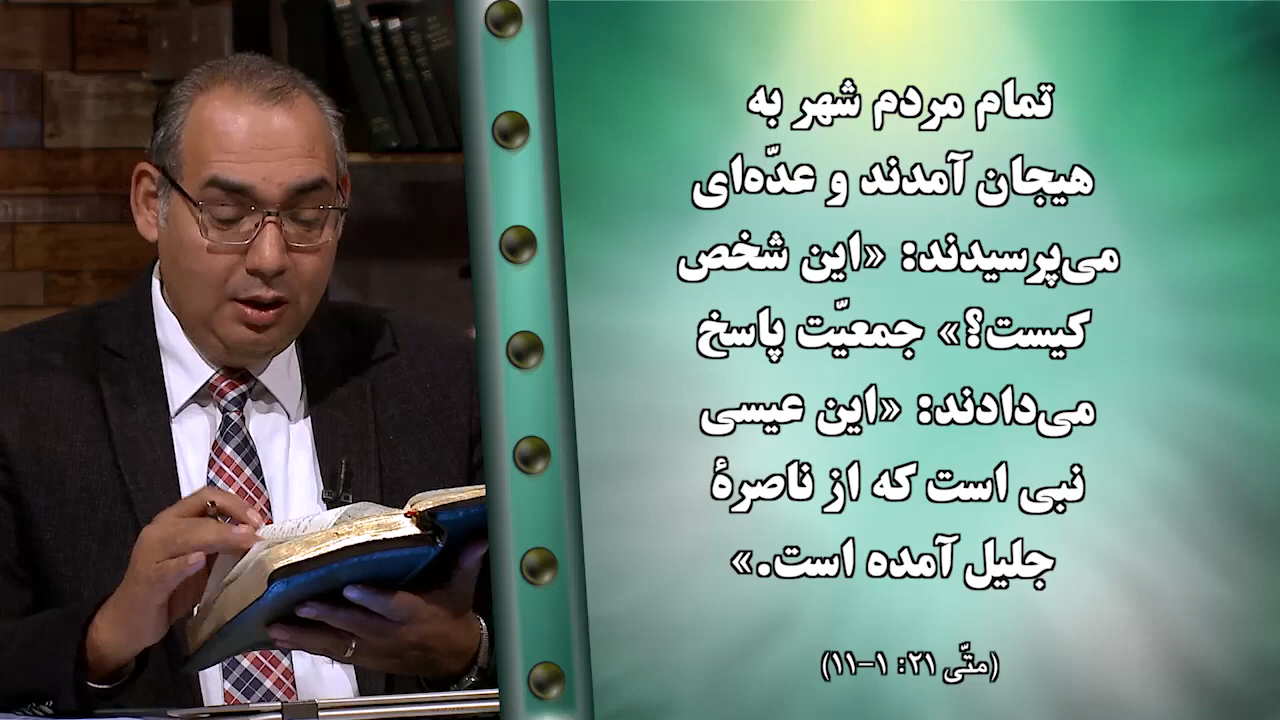 تمام مردم شهر به
هیجان آمدند و عدّه‌ای
می‌پرسیدند: «این شخص
کیست؟» جمعیّت پاسخ
می‌دادند: «این عیسی
نبی است که از ناصرهٔ
جلیل آمده است.»
(متّی ۲۱: ۱-۱۱)